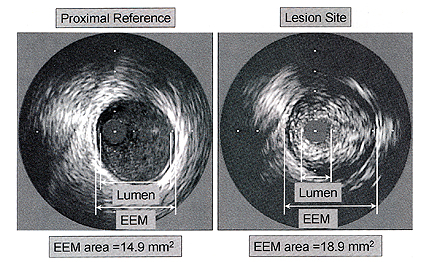 Proximal Reference
Lesion Site
Lumen
EEM
Lumen
EEM
EEM area =14.9 mm²
EEM area =18.9 mm²